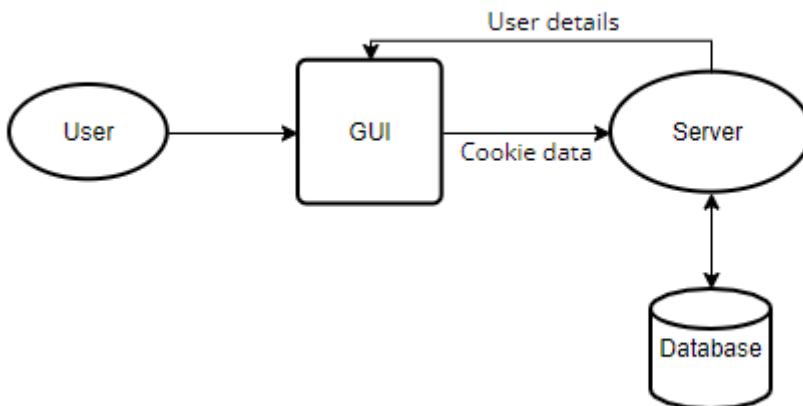 User details
User
GUI
Server
Cookie data
Database